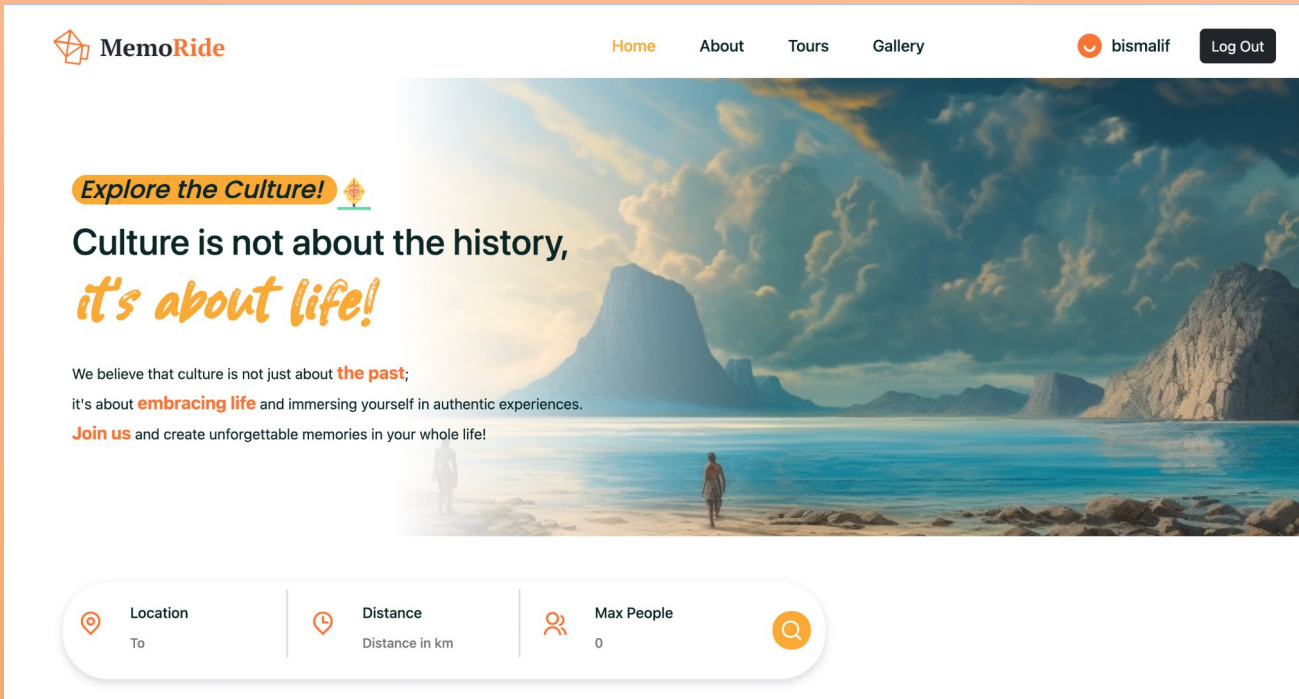 MemoRide
Home About Tours Gallery bismalif Log Out
Explore the Culture!
Culture is not about the history,
it's about life!
We believe that culture is not just about the past;
it's about embracing life and immersing yourself in authentic experiences.
Join us and create unforgettable memories in your whole life!
Location
To
Distance
Distance in km
Max People
0